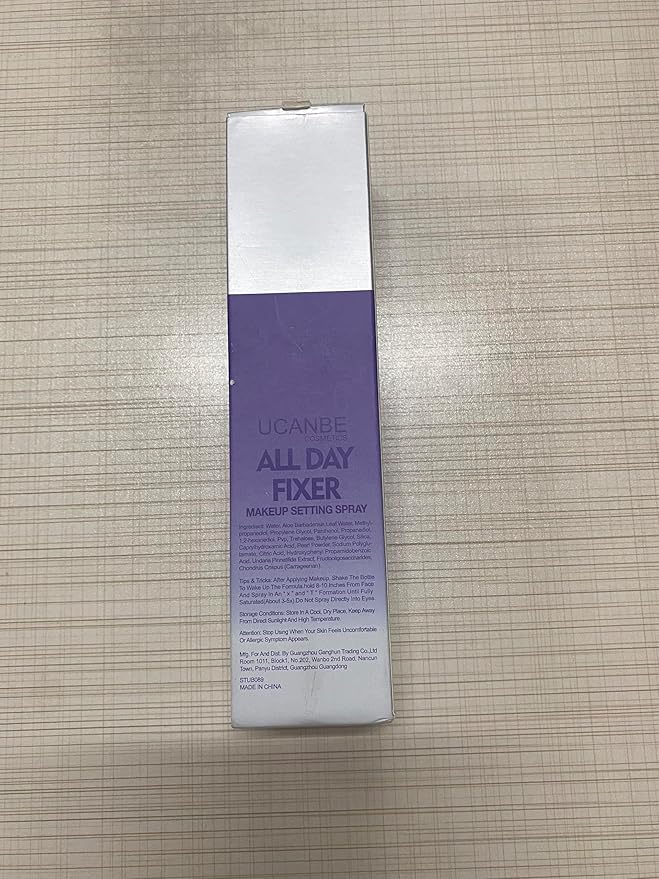 UCANBE
COSMETICS
ALL DAY
FIXER
MAKEUP SETTING SPRAY
Ingredient: Water, Aloe Barbadensis Leaf Water, Methyl-
propanediol, Propylene Glycol, Panthenol, Propanediol,
1,2-hexanediol, Pvp, Trehalose, Butylene Glycol, Silica,
Caprylhydroxamic Acid, Pearl Powder, Sodium Polyglu-
tamate, Citric Acid, Hydroxyphenyl Propamidobenzoic
Acid, Undaria Pinnatifida Extract, Fructooligosaccharides,
Chondrus Crispus (Carrageenan).
Tips & Tricks: After Applying Makeup, Shake The Bottle
To Wake Up The Formula,hold 8-10 Inches From Face
And Spray In An "x" and "T" Formation Until Fully
Saturated(About 3-5x).Do Not Spray Directly Into Eyes.
Storage Conditions: Store In A Cool, Dry Place, Keep Away
From Direct Sunlight And High Temperature.
Attention: Stop Using When Your Skin Feels Uncomfortable
Or Allergic Symptom Appears.
Mfg. For And Dist. By Guangzhou Ganghun Trading Co.,Ltd
Room 1011, Block1, No.202, Wanbo 2nd Road, Nancun
Town, Panyu District, Guangzhou Guangdong
STUB089
MADE IN CHINA